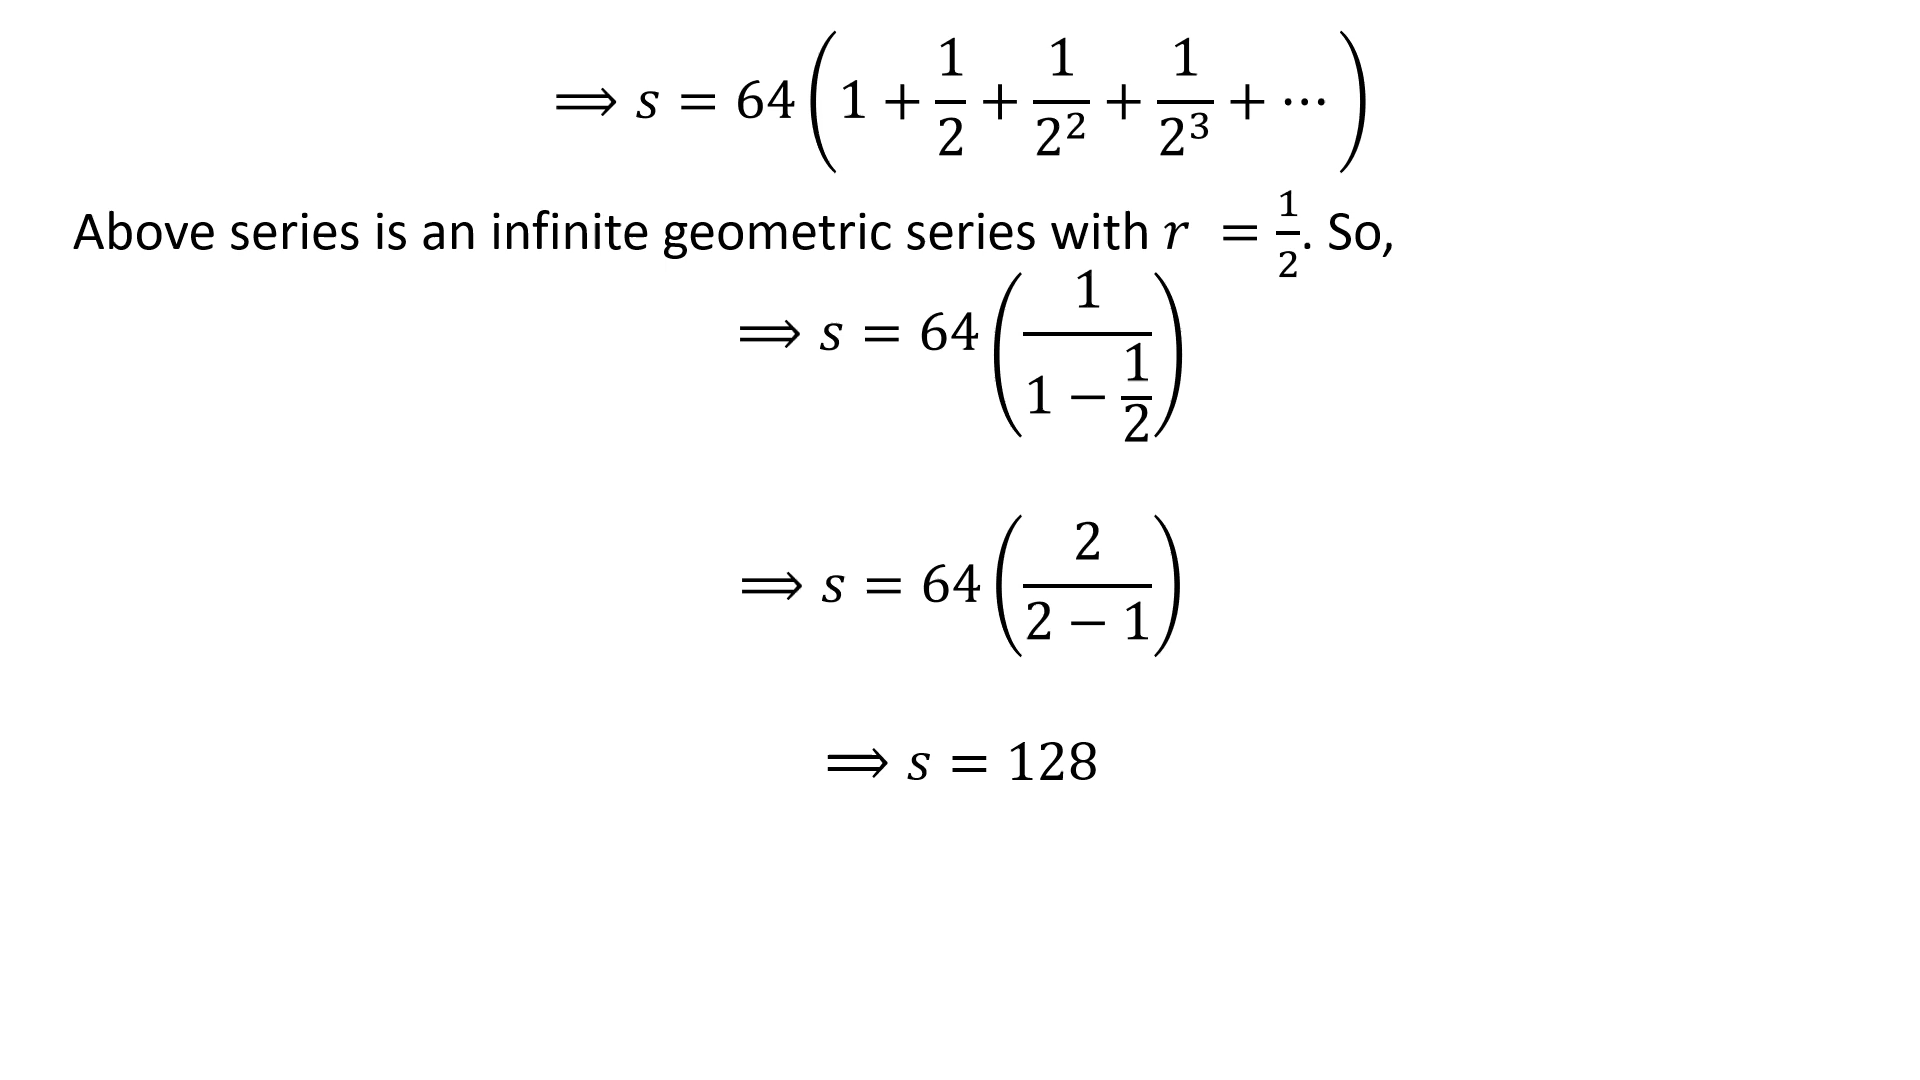 ⟹ s = 64 (1 + 1/2 + 1/2² + 1/2³ + ⋯)
Above series is an infinite geometric series with r = 1/2. So,
⟹ s = 64 (1/(1 − 1/2))
⟹ s = 64 (2/(2 − 1))
⟹ s = 128